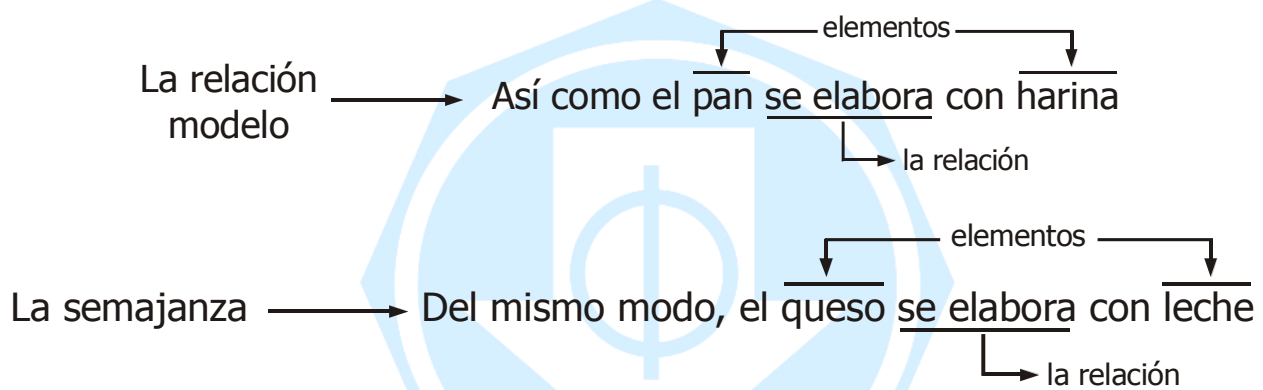 elementos
La relación
modelo
Así como el pan se elabora con harina
la relación
elementos
La semajanza
Del mismo modo, el queso se elabora con leche
la relación